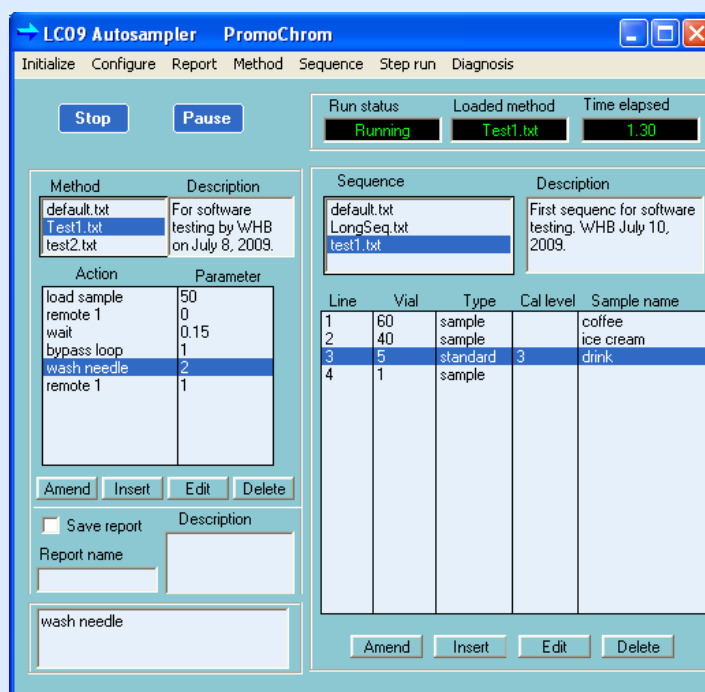 LC09 Autosampler PromoChrom
Initialize Configure Report Method Sequence Step run Diagnosis
Stop Pause
Run status Loaded method Time elapsed
Running Test1.txt 1.30
Method Description
default.txt
Test1.txt
test2.txt
For software
testing by WHB
on July 8, 2009.
Action Parameter
load sample 50
remote 1 0
wait 0.15
bypass loop 1
wash needle 2
remote 1 1
Amend Insert Edit Delete
Save report Description
Report name
wash needle
Sequence Description
default.txt
LongSeq.txt
test1.txt
First sequenc for software
testing. WHB July 10,
2009.
Line Vial Type Cal level Sample name
1 60 sample coffee
2 40 sample ice cream
3 5 standard 3 drink
4 1 sample
Amend Insert Edit Delete